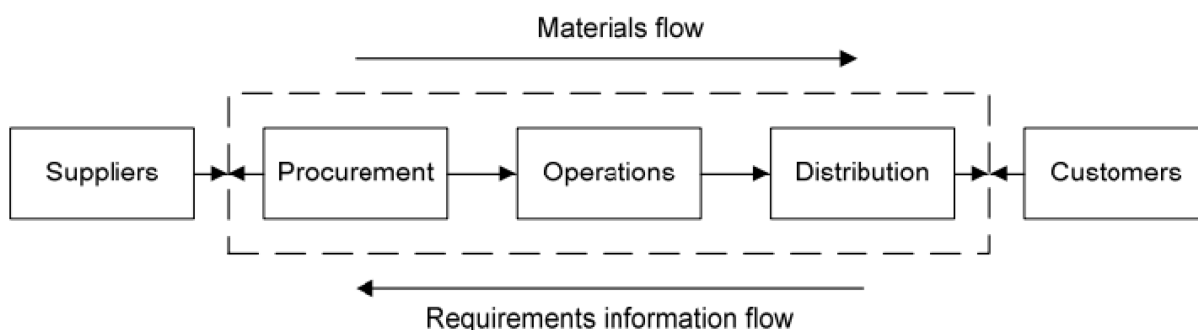 Materials flow
Suppliers
Procurement
Operations
Distribution
Customers
Requirements information flow